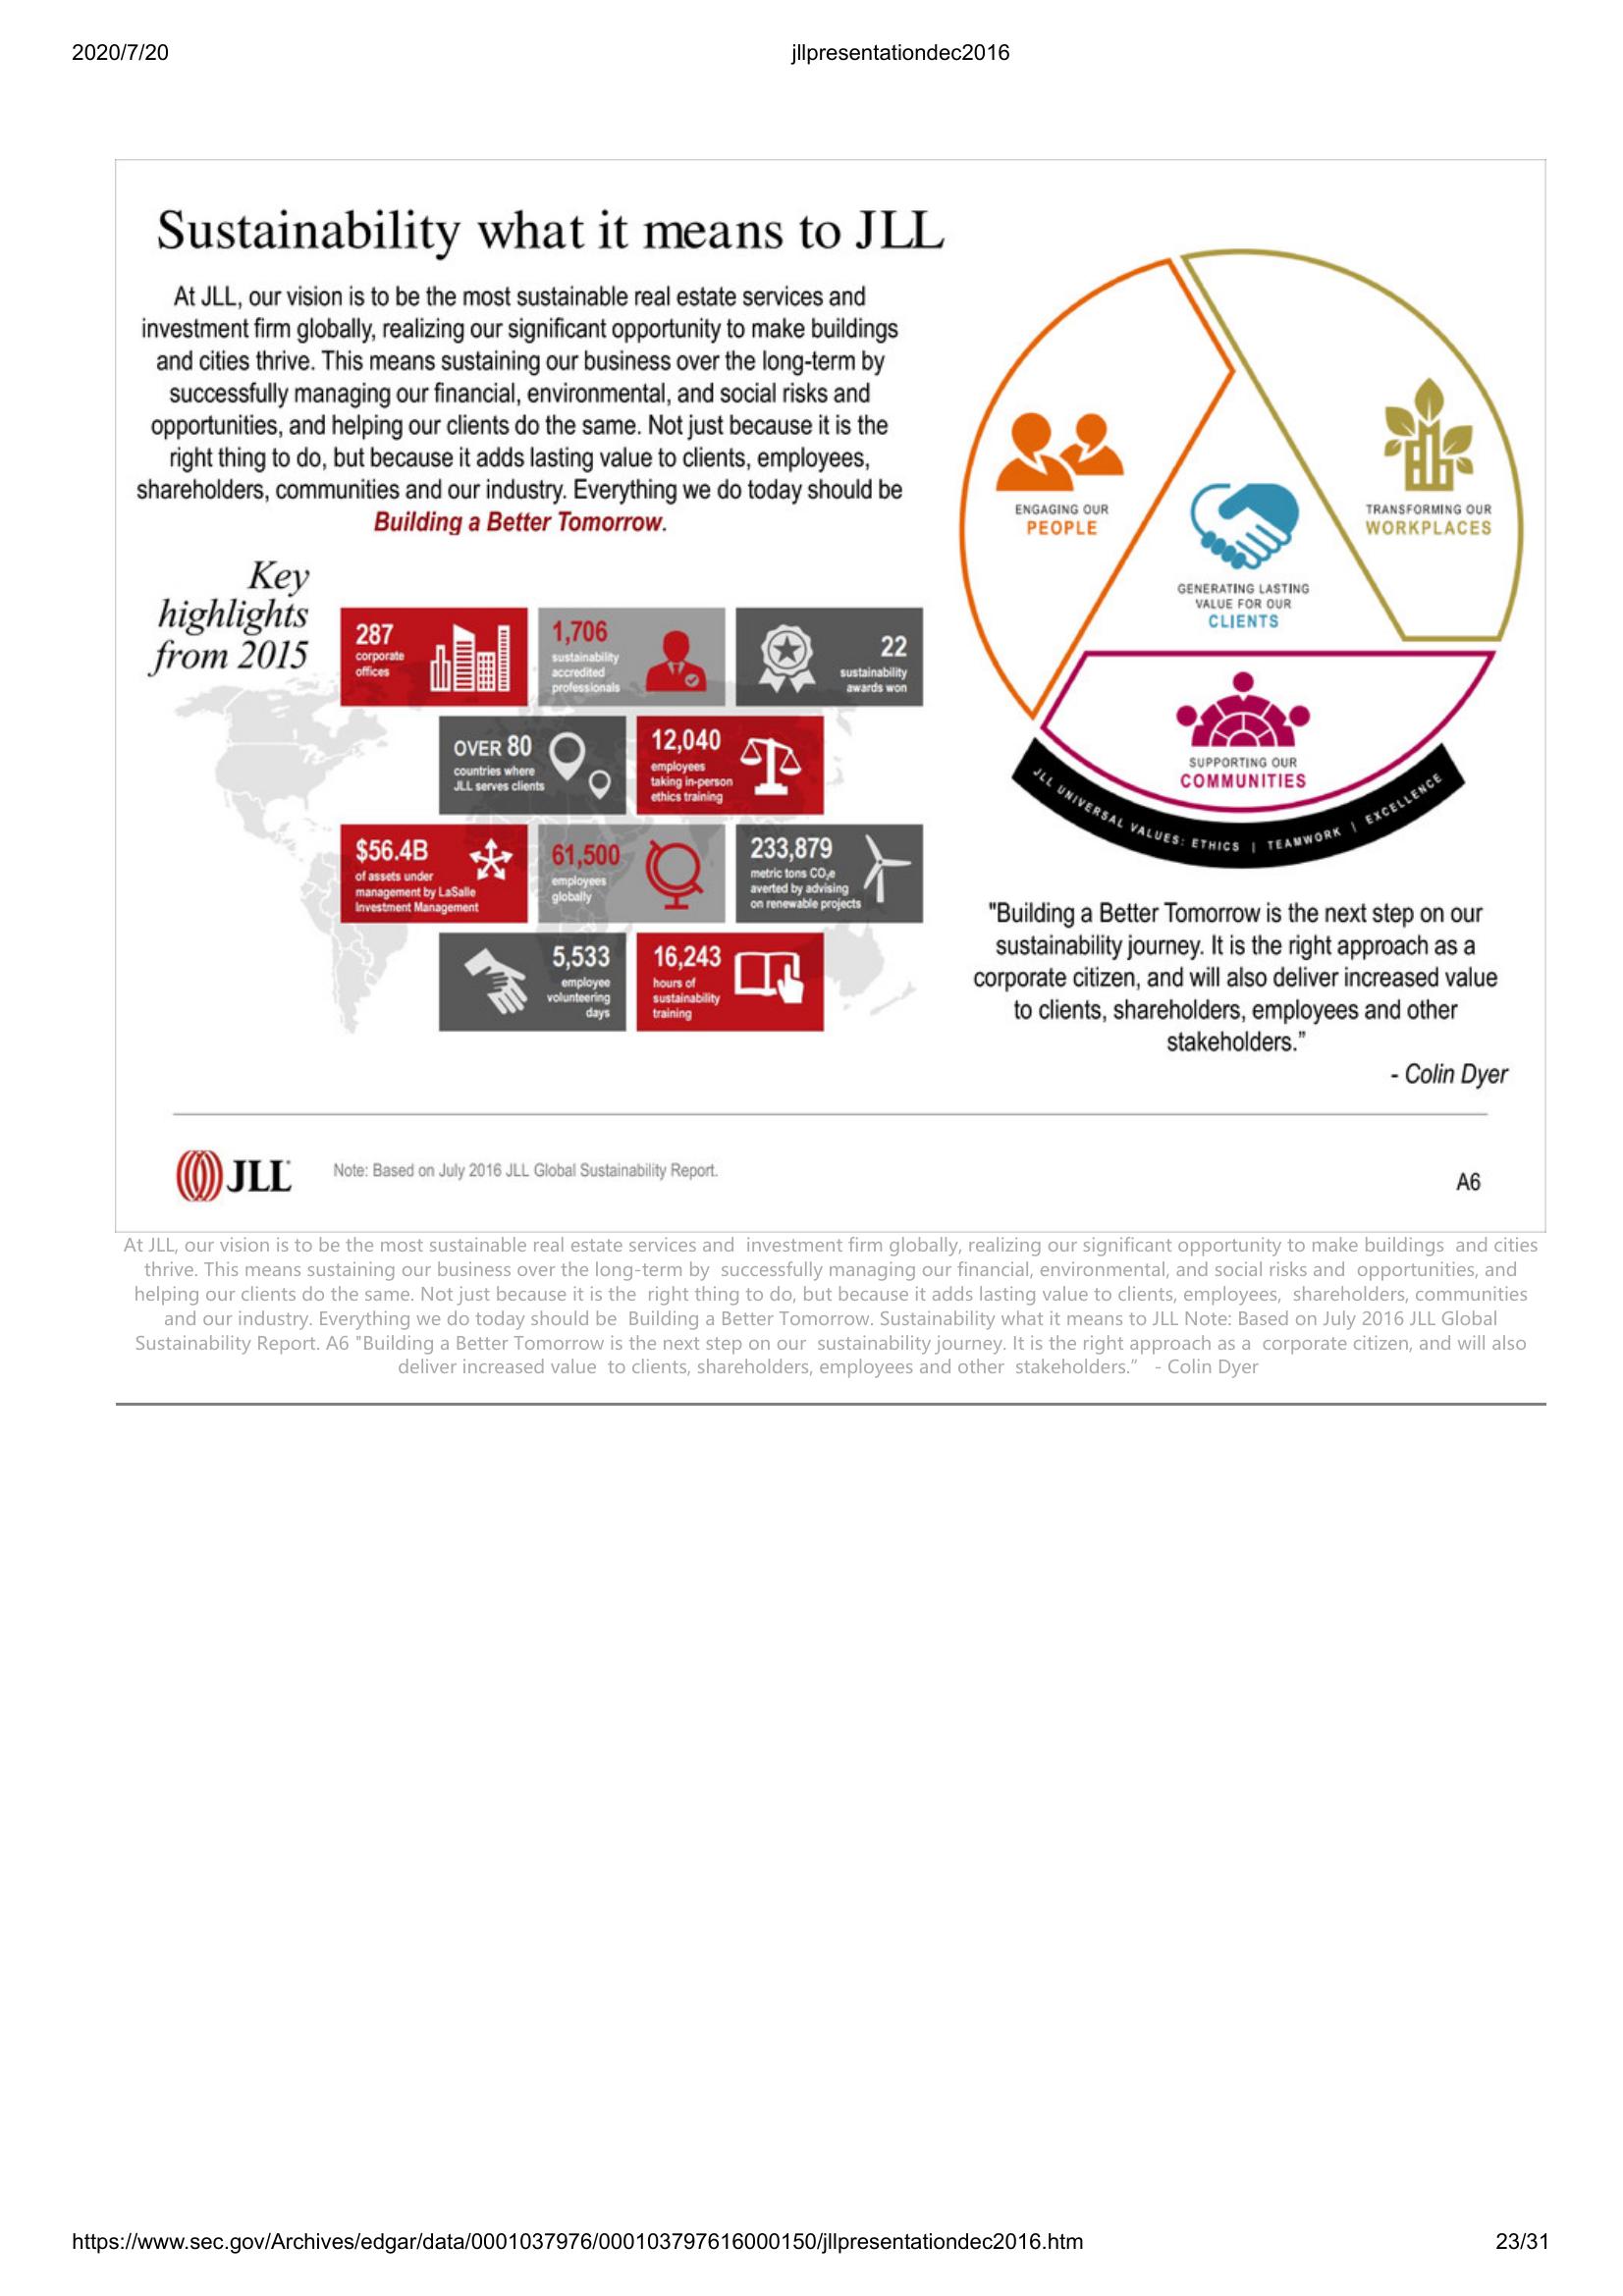 2020/7/20
jllpresentationdec2016
Sustainability what it means to JLL
At JLL, our vision is to be the most sustainable real estate services and
investment firm globally, realizing our significant opportunity to make buildings
and cities thrive. This means sustaining our business over the long-term by
successfully managing our financial, environmental, and social risks and
opportunities, and helping our clients do the same. Not just because it is the
right thing to do, but because it adds lasting value to clients, employees,
shareholders, communities and our industry. Everything we do today should be
Building a Better Tomorrow.
Key
highlights
from 2015
287
corporate
offices
1,706
sustainability
accredited
professionals
22
sustainability
awards won
OVER 80
countries where
JLL serves clients
12,040
employees
taking in-person
ethics training
$56.4B
of assets under
management by LaSalle
Investment Management
61,500
employees
globally
233,879
metric tons CO₂e
averted by advising
on renewable projects
5,533
employee
volunteering
days
16,243
hours of
sustainability
training
ENGAGING OUR
PEOPLE
TRANSFORMING OUR
WORKPLACES
GENERATING LASTING
VALUE FOR OUR
CLIENTS
SUPPORTING OUR
COMMUNITIES
JLL UNIVERSAL VALUES: ETHICS | TEAMWORK | EXCELLENCE
"Building a Better Tomorrow is the next step on our
sustainability journey. It is the right approach as a
corporate citizen, and will also deliver increased value
to clients, shareholders, employees and other
stakeholders.”
- Colin Dyer
JLL
Note: Based on July 2016 JLL Global Sustainability Report.
A6
At JLL, our vision is to be the most sustainable real estate services and investment firm globally, realizing our significant opportunity to make buildings and cities
thrive. This means sustaining our business over the long-term by successfully managing our financial, environmental, and social risks and opportunities, and
helping our clients do the same. Not just because it is the right thing to do, but because it adds lasting value to clients, employees, shareholders, communities
and our industry. Everything we do today should be Building a Better Tomorrow. Sustainability what it means to JLL Note: Based on July 2016 JLL Global
Sustainability Report. A6 "Building a Better Tomorrow is the next step on our sustainability journey. It is the right approach as a corporate citizen, and will also
deliver increased value to clients, shareholders, employees and other stakeholders.” - Colin Dyer
https://www.sec.gov/Archives/edgar/data/0001037976/000103797616000150/jllpresentationdec2016.htm
23/31